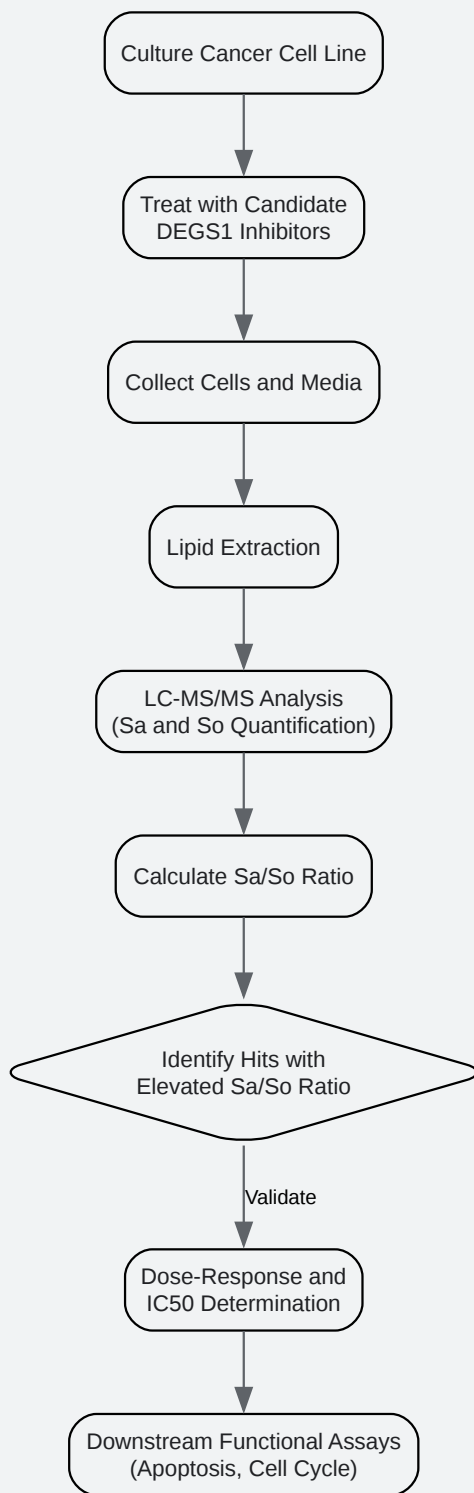 Culture Cancer Cell Line
Treat with Candidate
DEGS1 Inhibitors
Collect Cells and Media
Lipid Extraction
LC-MS/MS Analysis
(Sa and So Quantification)
Calculate Sa/So Ratio
Identify Hits with
Elevated Sa/So Ratio
Validate
Dose-Response and
IC50 Determination
Downstream Functional Assays
(Apoptosis, Cell Cycle)